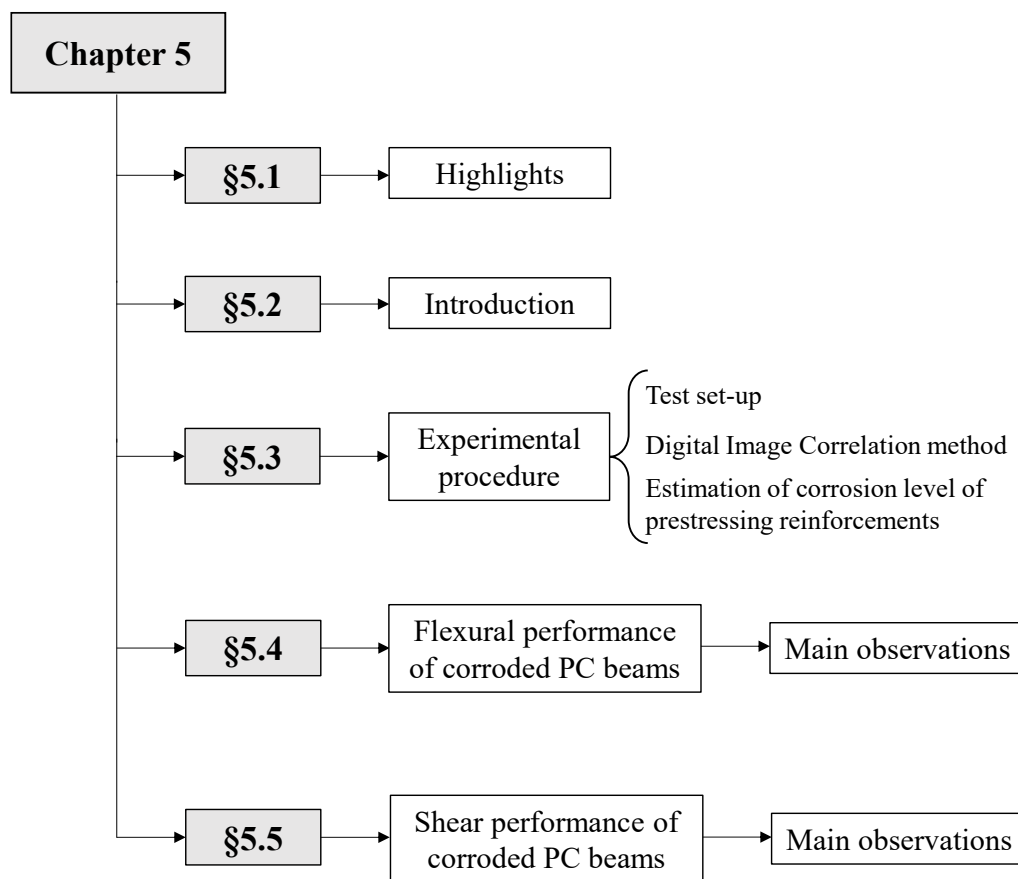 Chapter 5
§5.1
Highlights
§5.2
Introduction
§5.3
Experimental
procedure
Test set-up
Digital Image Correlation method
Estimation of corrosion level of
prestressing reinforcements
§5.4
Flexural performance
of corroded PC beams
Main observations
§5.5
Shear performance of
corroded PC beams
Main observations